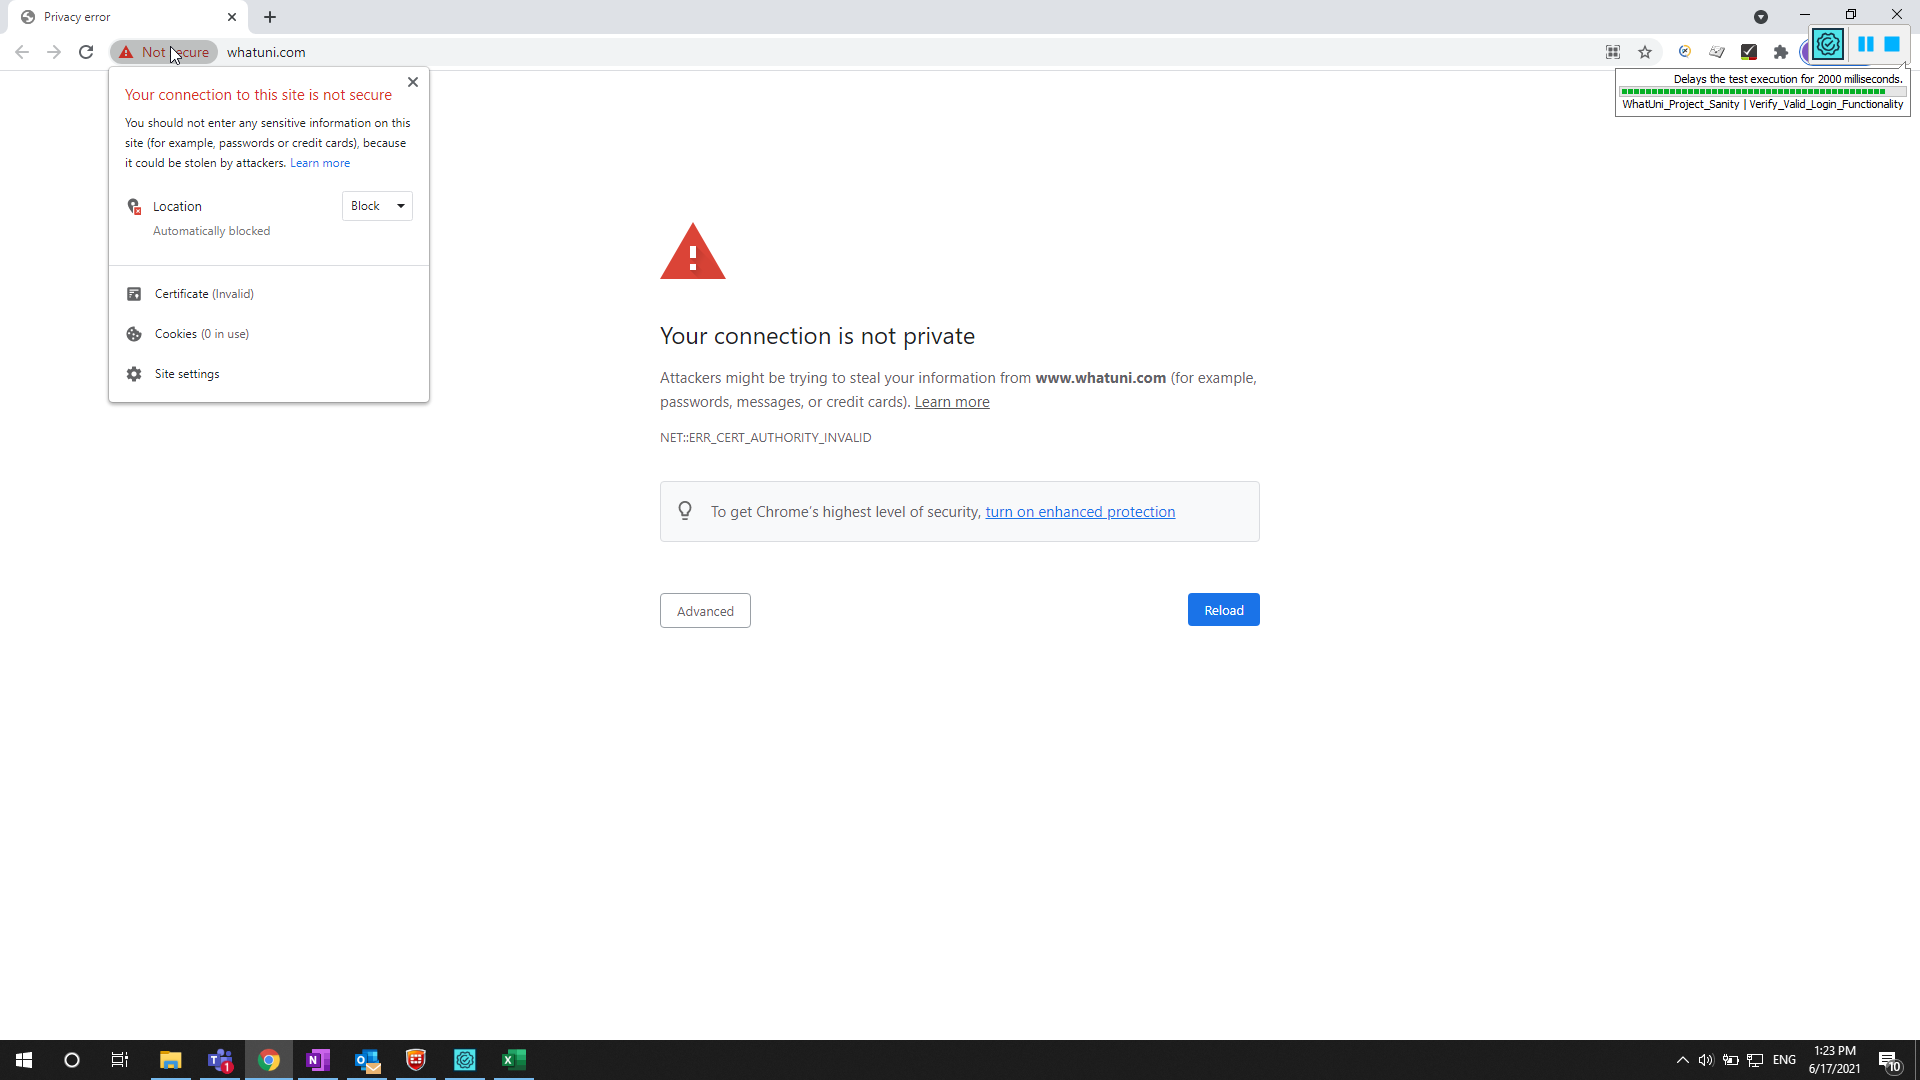 Privacy error
Not secure whatuni.com
Your connection to this site is not secure
You should not enter any sensitive information on this
site (for example, passwords or credit cards), because
it could be stolen by attackers. Learn more
Location
Block
Automatically blocked
Certificate (Invalid)
Cookies (0 in use)
Site settings
Delays the test execution for 2000 milliseconds.
WhatUni_Project_Sanity | Verify_Valid_Login_Functionality
Your connection is not private
Attackers might be trying to steal your information from www.whatuni.com (for example,
passwords, messages, or credit cards). Learn more
NET::ERR_CERT_AUTHORITY_INVALID
To get Chrome's highest level of security, turn on enhanced protection
Advanced
Reload
ENG
1:23 PM
6/17/2021
10
1